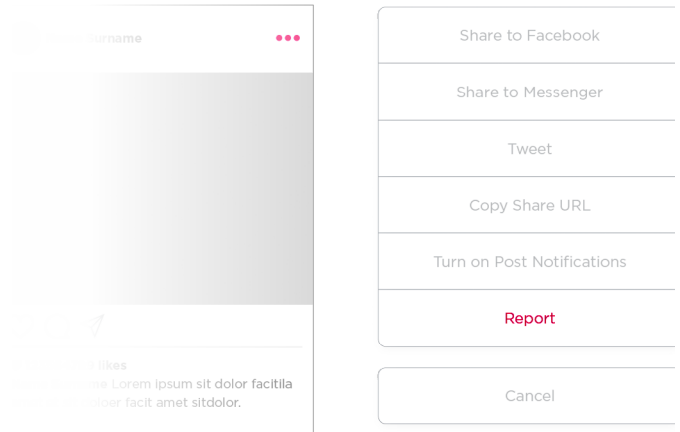 urname
Share to Facebook
Share to Messenger
Tweet
Copy Share URL
Turn on Post Notifications
Report
Cancel
likes
Lorem ipsum sit dolor facitila
facit amet sitdolor.